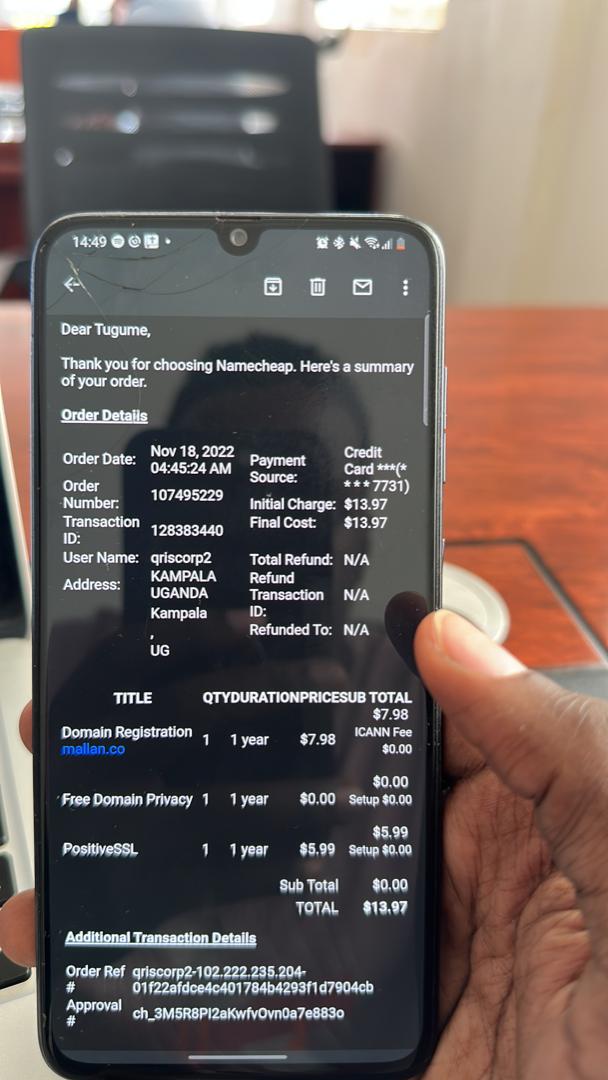 14:49
Dear Tugume,
Thank you for choosing Namecheap. Here's a summary
of your order.
Order Details
Order Date: Nov 18, 2022 04:45:24 AM
Payment Source: Credit Card ***(* * * * 7731)
Order Number: 107495229
Initial Charge: $13.97
Transaction ID: 128383440
Final Cost: $13.97
User Name: qriscorp2
Total Refund: N/A
Address: KAMPALA UGANDA
Kampala
,
UG
Refund Transaction ID: N/A
Refunded To: N/A
TITLE QTYDURATIONPRICESUB TOTAL
Domain Registration mallan.co 1 1 year $7.98 $7.98 ICANN Fee $0.00
Free Domain Privacy 1 1 year $0.00 $0.00 Setup $0.00
PositiveSSL 1 1 year $5.99 $5.99 Setup $0.00
Sub Total $0.00
TOTAL $13.97
Additional Transaction Details
Order Ref # qriscorp2-102.222.235.204-
01f22afdce4c401784b4293f1d7904cb
Approval # ch_3M5R8PI2aKwfvOvn0a7e883o